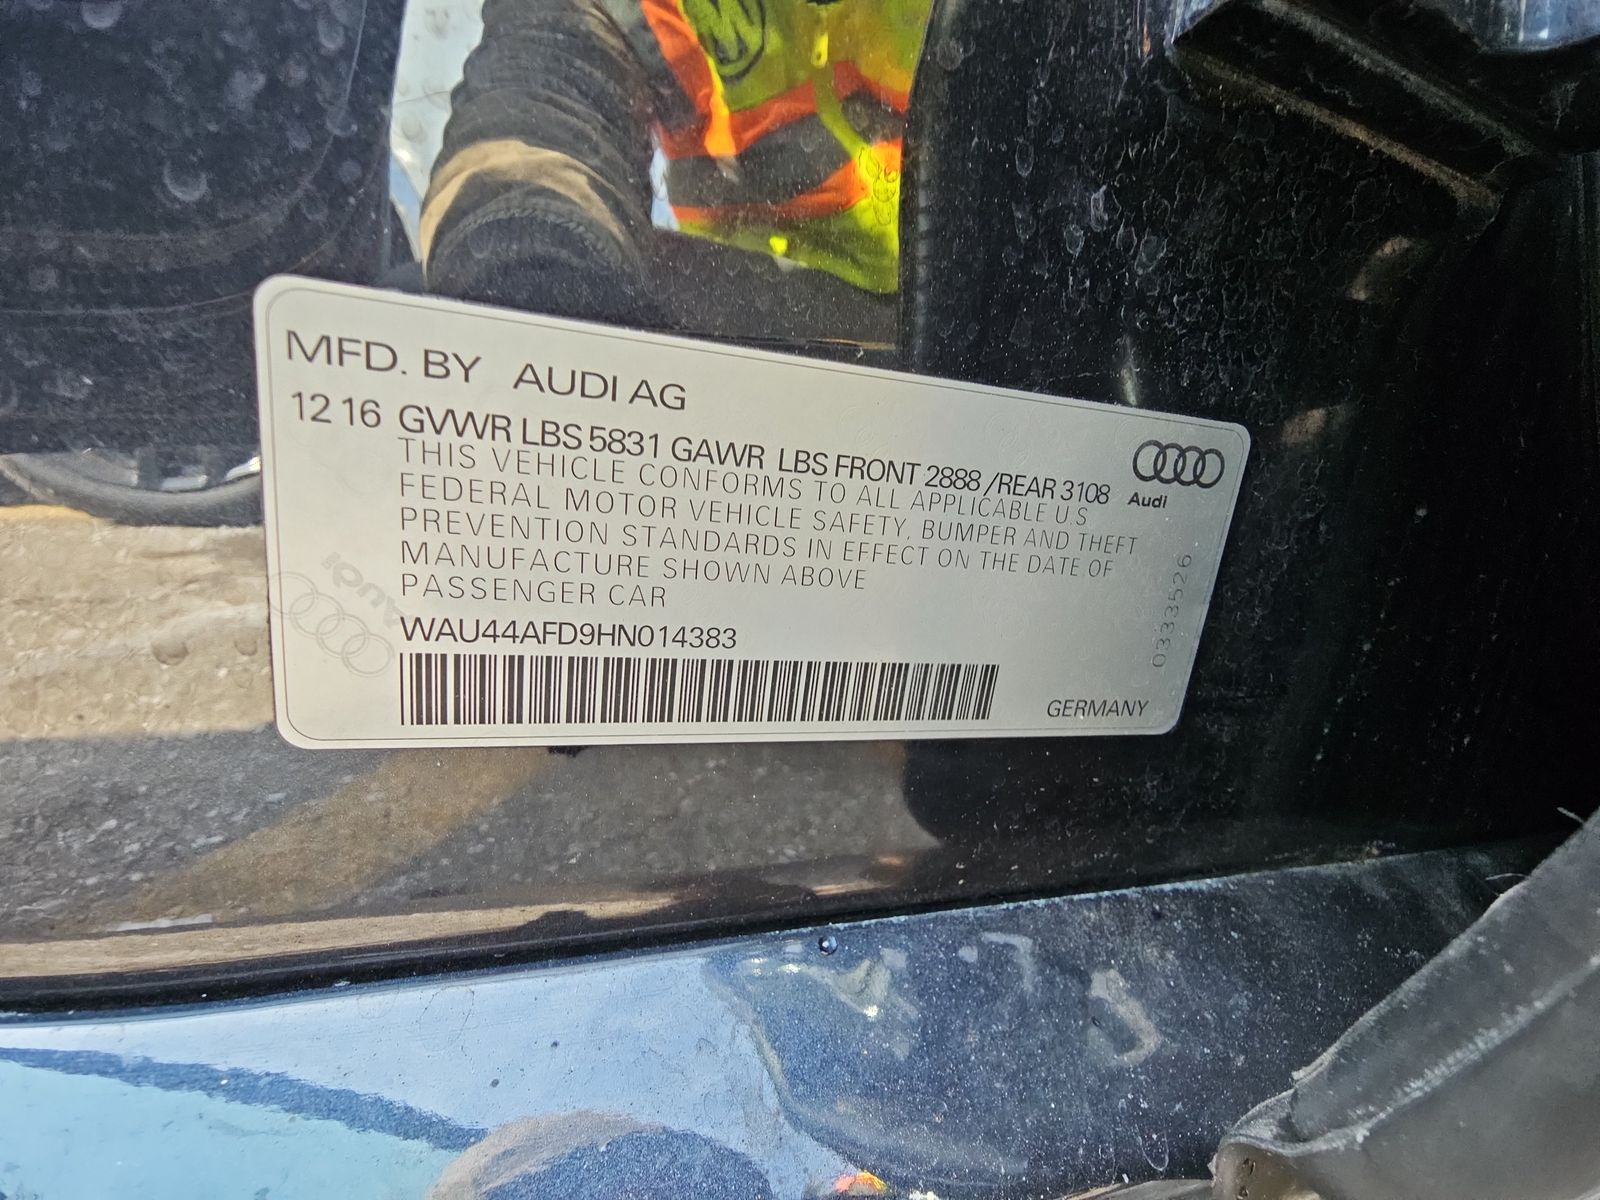 MFD. BY AUDI AG
12 16 GVWR LBS 5831 GAWR LBS FRONT 2888 /REAR 3108
THIS VEHICLE CONFORMS TO ALL APPLICABLE U.S
FEDERAL MOTOR VEHICLE SAFETY, BUMPER AND THEFT
PREVENTION STANDARDS IN EFFECT ON THE DATE OF
MANUFACTURE SHOWN ABOVE
PASSENGER CAR
WAU44AFD9HN014383
GERMANY
Audi
0333526
Audi